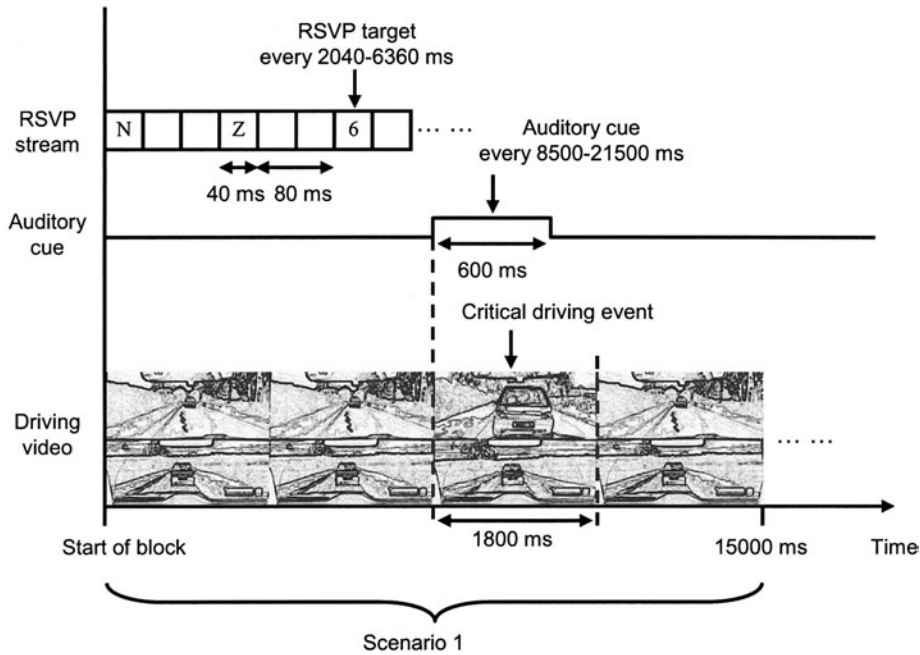 RSVP target
every 2040-6360 ms
RSVP
stream
N
Z
6
... ...
Auditory cue
every 8500-21500 ms
40 ms
80 ms
Auditory
cue
600 ms
Critical driving event
Driving
video
... ...
Start of block
1800 ms
15000 ms
Time
Scenario 1